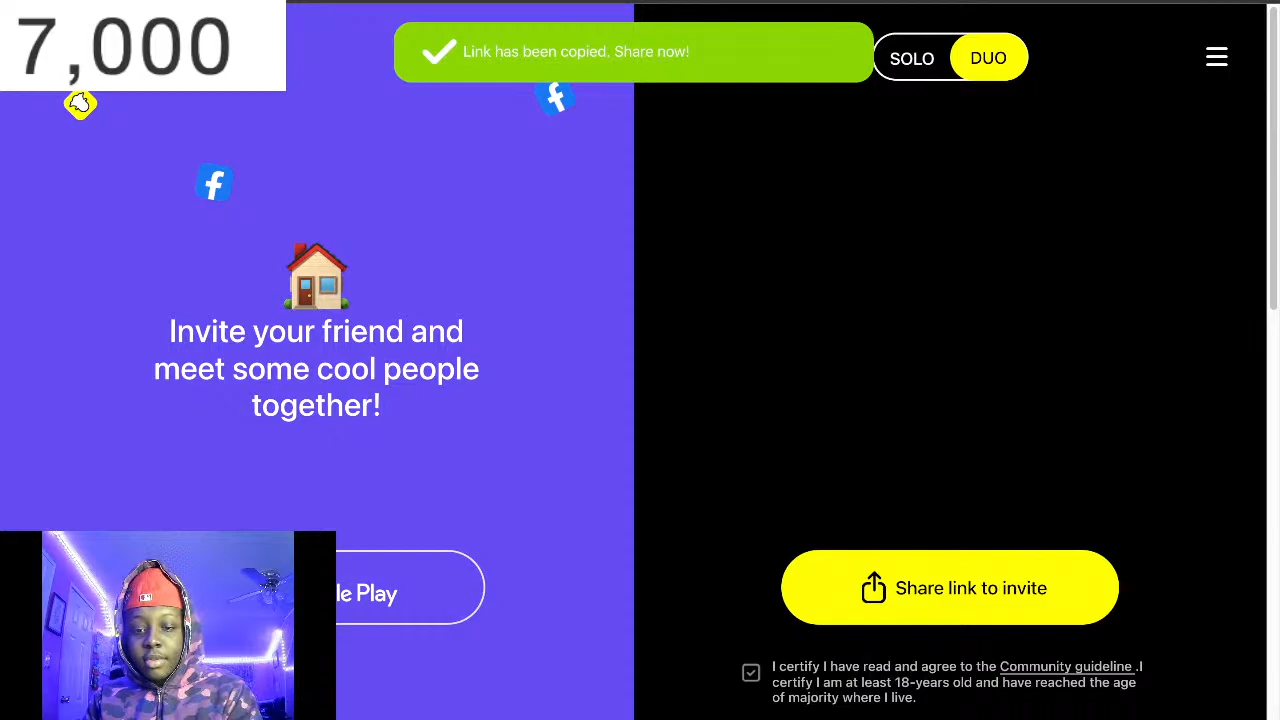 7,000
Link has been copied. Share now!
SOLO
DUO
Invite your friend and
meet some cool people
together!
le Play
Share link to invite
I certify I have read and agree to the Community guideline .I
certify I am at least 18-years old and have reached the age
of majority where I live.